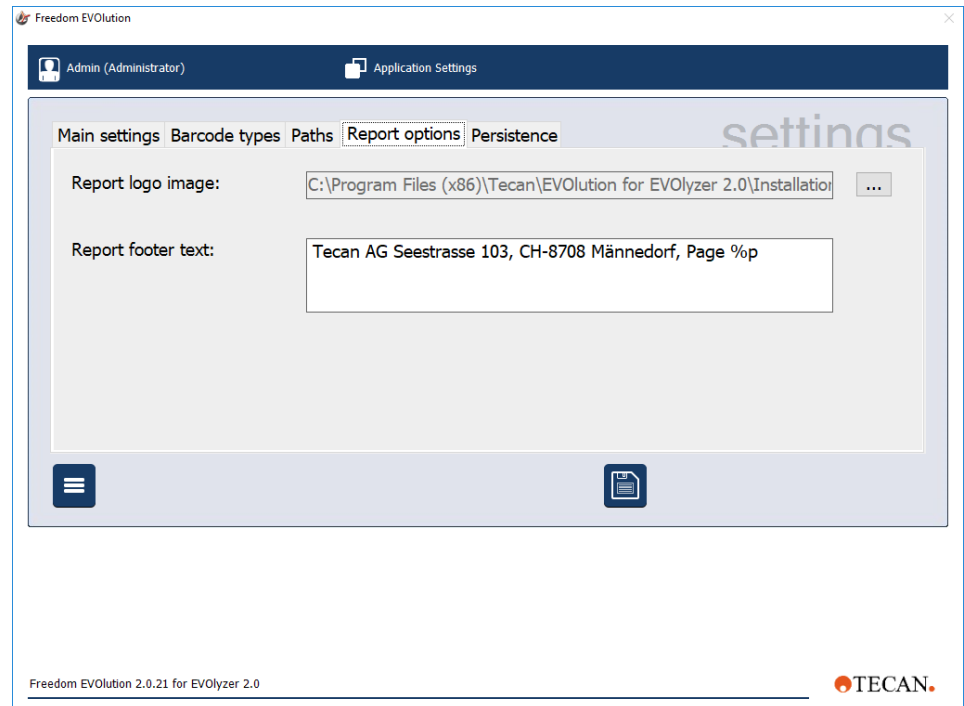 Freedom EVOlution
Admin (Administrator) Application Settings
settings
Main settings Barcode types Paths Report options Persistence
Report logo image: C:\Program Files (x86)\Tecan\EVOlution for EVOlyzer 2.0\Installation ...
Report footer text: Tecan AG Seestrasse 103, CH-8708 Männedorf, Page %p
Freedom EVOlution 2.0.21 for EVOlyzer 2.0
TECAN.